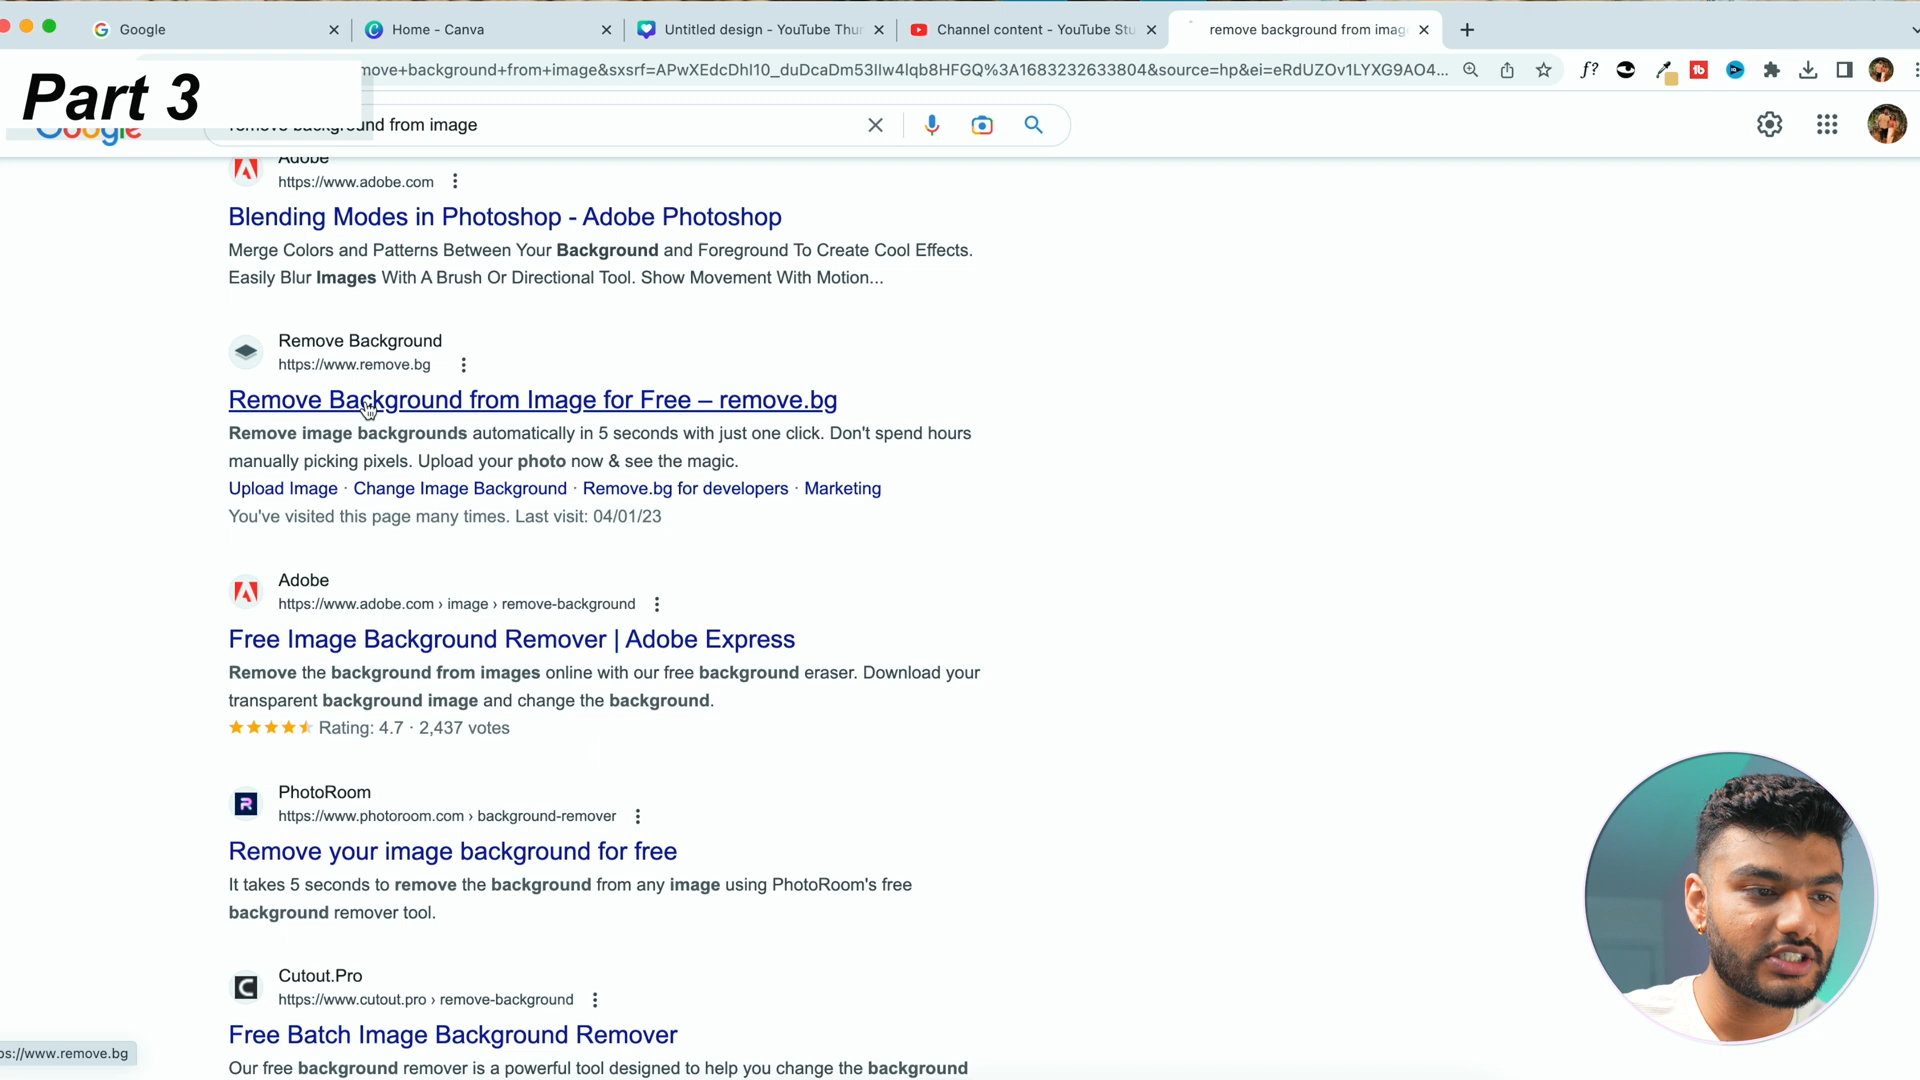 Google
Home - Canva
Untitled design - YouTube Thur
Channel content - YouTube Stu
remove background from imag
move+background+from+image&sxsrf=APwXEdcDhl10_duDcaDm53Ilw4lqb8HFGQ%3A1683232633804&source=hp&ei=eRdUZOv1LYXG9AO4...
Part 3
Google
remove background from image
Adobe
https://www.adobe.com
Blending Modes in Photoshop - Adobe Photoshop
Merge Colors and Patterns Between Your Background and Foreground To Create Cool Effects.
Easily Blur Images With A Brush Or Directional Tool. Show Movement With Motion...
Remove Background
https://www.remove.bg
Remove Background from Image for Free – remove.bg
Remove image backgrounds automatically in 5 seconds with just one click. Don't spend hours
manually picking pixels. Upload your photo now & see the magic.
Upload Image · Change Image Background · Remove.bg for developers · Marketing
You've visited this page many times. Last visit: 04/01/23
Adobe
https://www.adobe.com › image › remove-background
Free Image Background Remover | Adobe Express
Remove the background from images online with our free background eraser. Download your
transparent background image and change the background.
Rating: 4.7 · 2,437 votes
PhotoRoom
https://www.photoroom.com › background-remover
Remove your image background for free
It takes 5 seconds to remove the background from any image using PhotoRoom's free
background remover tool.
Cutout.Pro
https://www.cutout.pro › remove-background
Free Batch Image Background Remover
ps://www.remove.bg
Our free background remover is a powerful tool designed to help you change the background